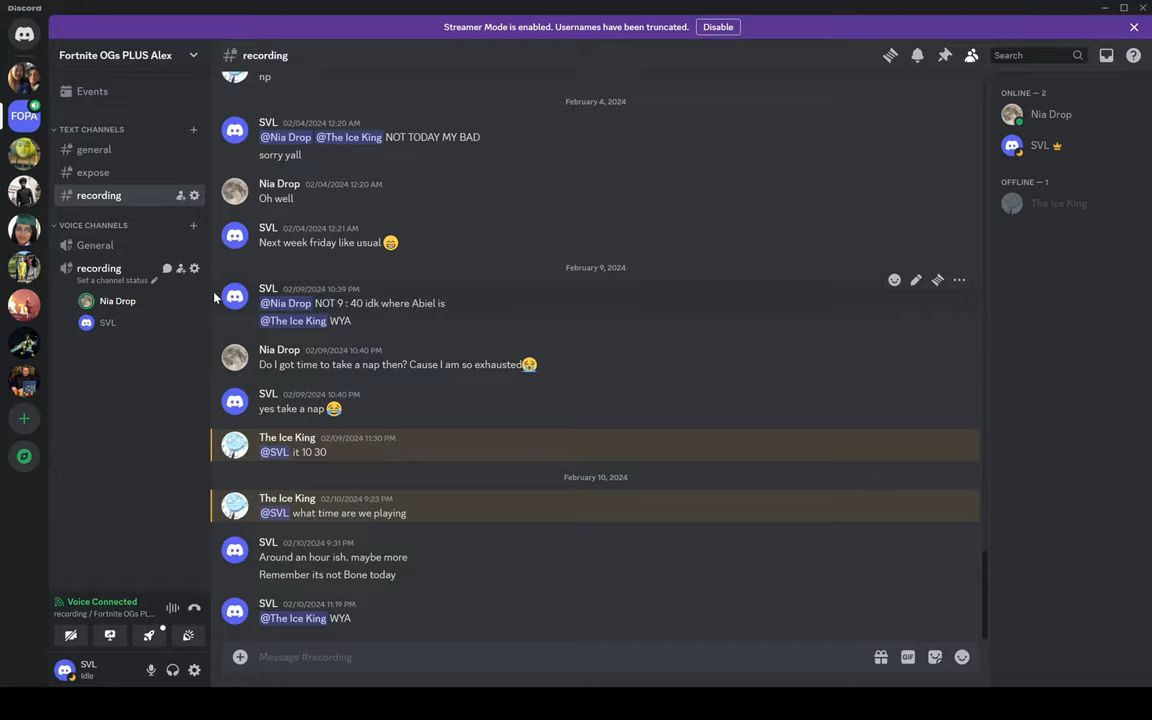 Discord
Streamer Mode is enabled. Usernames have been truncated.
Disable
Fortnite OGs PLUS Alex
recording
Search
FOPA
Events
TEXT CHANNELS
general
expose
recording
VOICE CHANNELS
General
recording
Set a channel status
Nia Drop
SVL
Voice Connected
recording / Fortnite OGs PL...
SVL
Idle
np
February 4, 2024
SVL 02/04/2024 12:20 AM
@Nia Drop @The Ice King NOT TODAY MY BAD
sorry yall
Nia Drop 02/04/2024 12:20 AM
Oh well
SVL 02/04/2024 12:21 AM
Next week friday like usual 😁
February 9, 2024
SVL 02/09/2024 10:39 PM
@Nia Drop NOT 9 : 40 idk where Abiel is
@The Ice King WYA
Nia Drop 02/09/2024 10:40 PM
Do I got time to take a nap then? Cause I am so exhausted😭
SVL 02/09/2024 10:40 PM
yes take a nap 😂
The Ice King 02/09/2024 11:30 PM
@SVL it 10 30
February 10, 2024
The Ice King 02/10/2024 9:23 PM
@SVL what time are we playing
SVL 02/10/2024 9:31 PM
Around an hour ish. maybe more
Remember its not Bone today
SVL 02/10/2024 11:19 PM
@The Ice King WYA
Message #recording
GIF
ONLINE — 2
Nia Drop
SVL
OFFLINE — 1
The Ice King